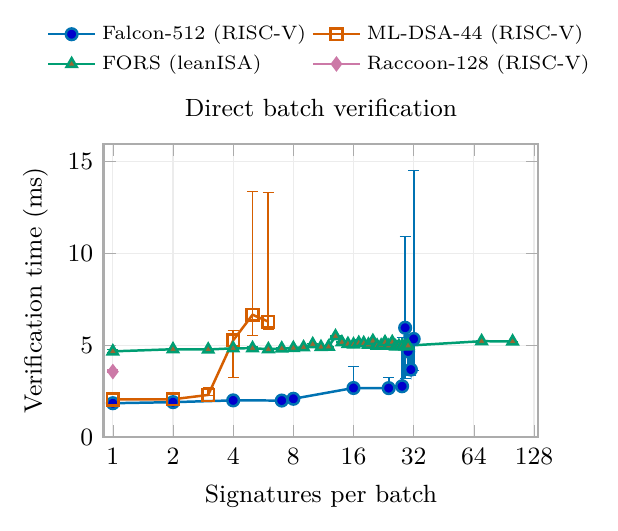 Falcon-512 (RISC-V) ML-DSA-44 (RISC-V)
FORS (leanISA) Raccoon-128 (RISC-V)
Direct batch verification
Verification time (ms)
15
10
5
0
1 2 4 8 16 32 64 128
Signatures per batch